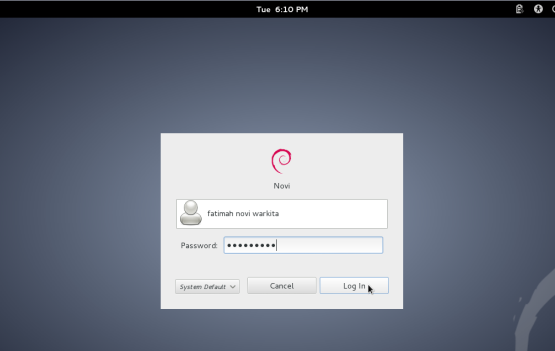 Tue 6:10 PM
Novi
fatimah novi warkita
Password: •••••••••
System Default
Cancel
Log In